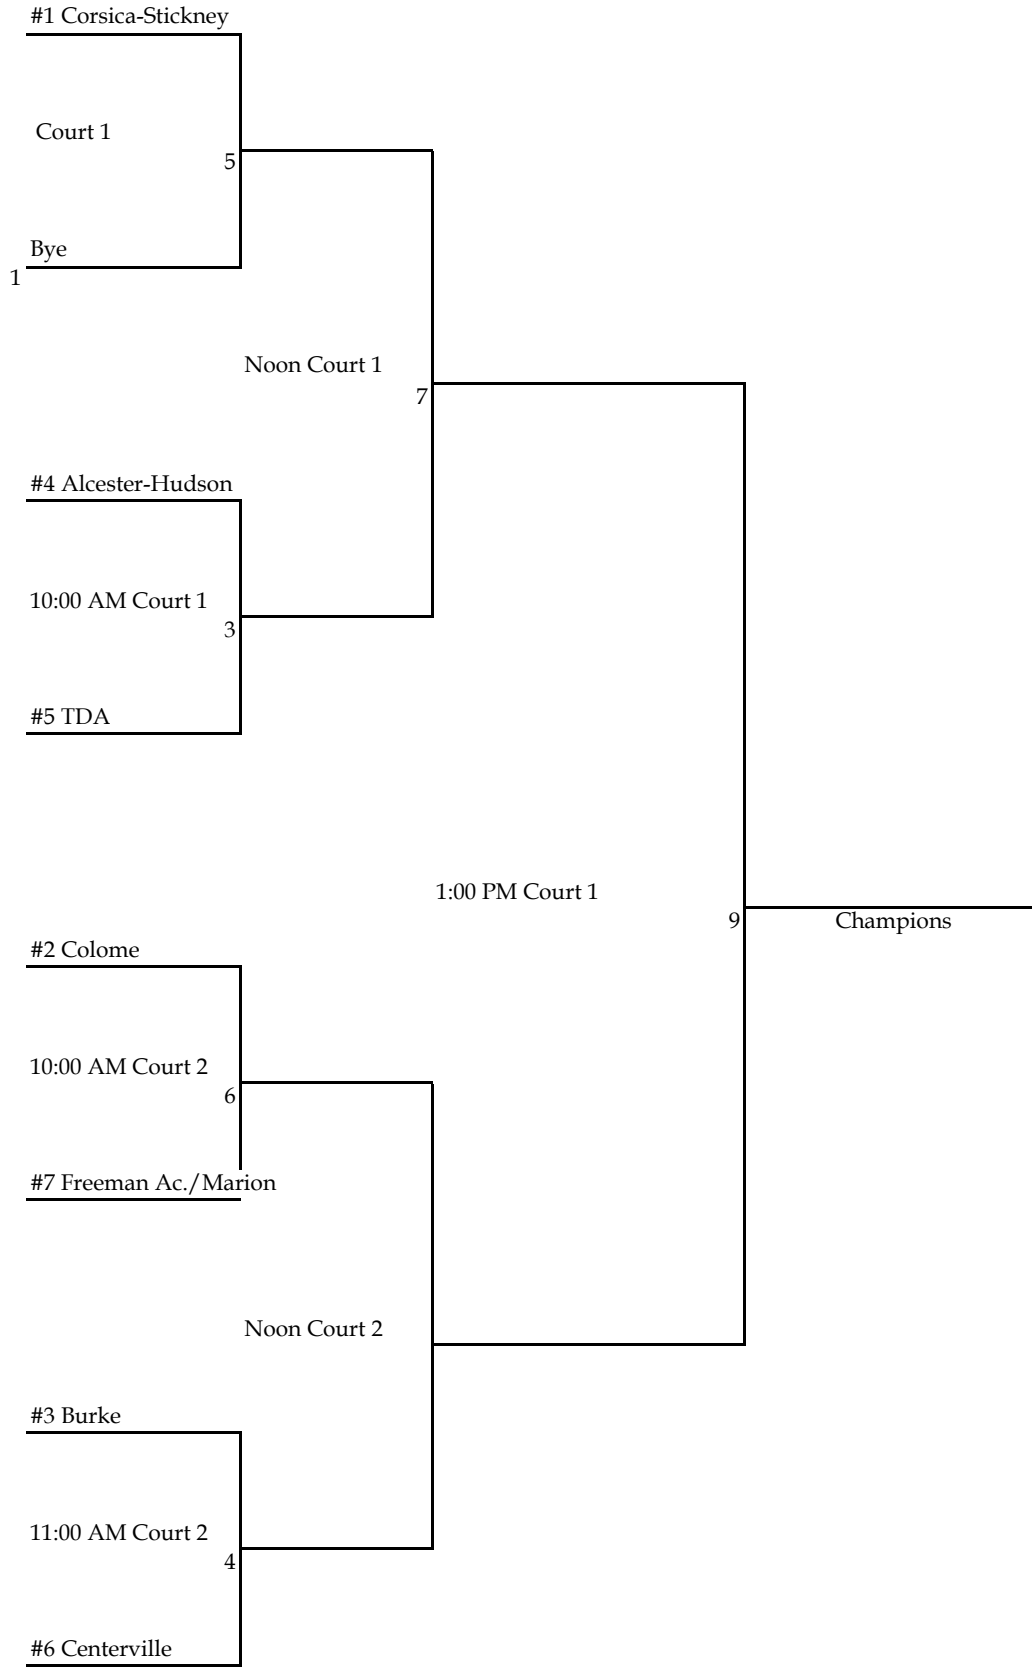 #1 Corsica-Stickney
Court 1
5
Bye
1
Noon Court 1
7
#4 Alcester-Hudson
10:00 AM Court 1
3
#5 TDA
1:00 PM Court 1
9
Champions
#2 Colome
10:00 AM Court 2
6
#7 Freeman Ac./Marion
Noon Court 2
#3 Burke
11:00 AM Court 2
4
#6 Centerville